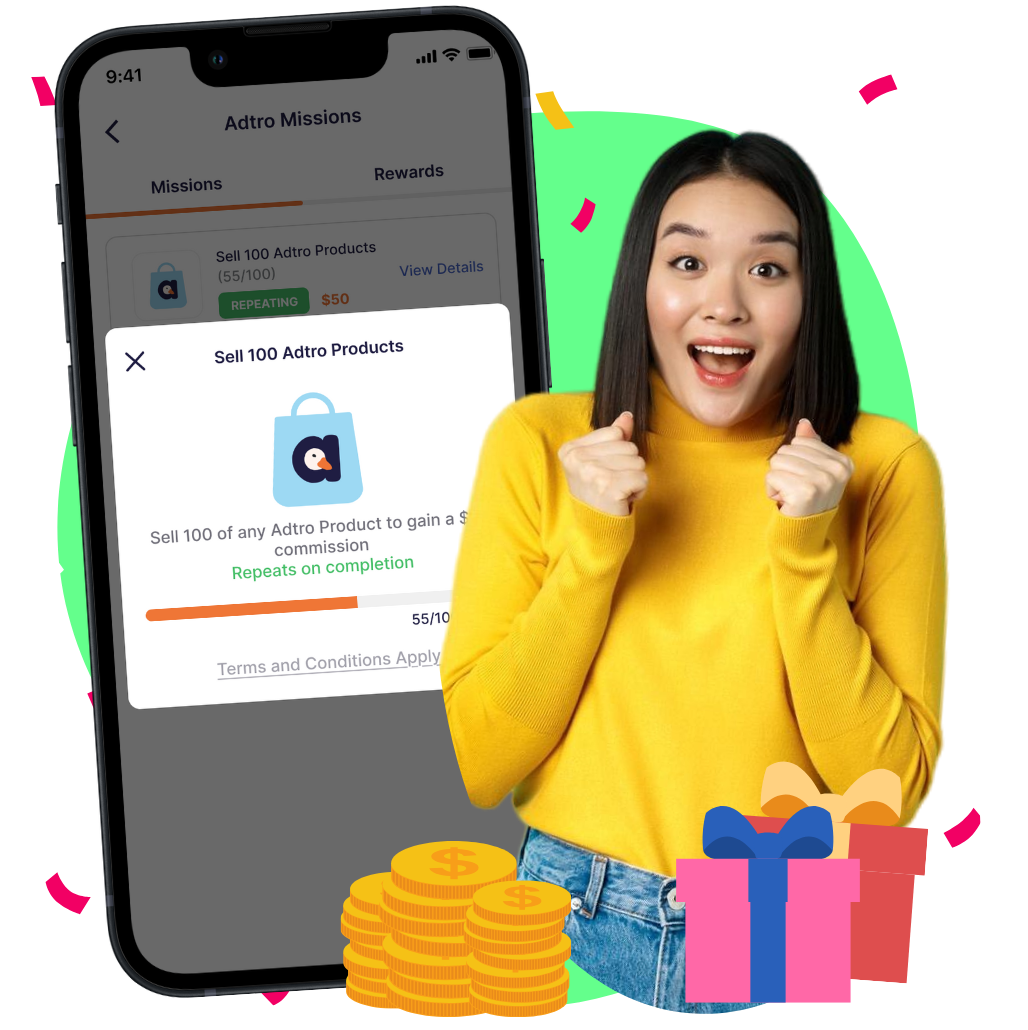 9:41
Adtro Missions
Missions
Rewards
Sell 100 Adtro Products
(55/100)
View Details
REPEATING $50
Sell 100 Adtro Products
a
Sell 100 of any Adtro Product to gain a $
commission
Repeats on completion
55/10
Terms and Conditions Apply
$
$